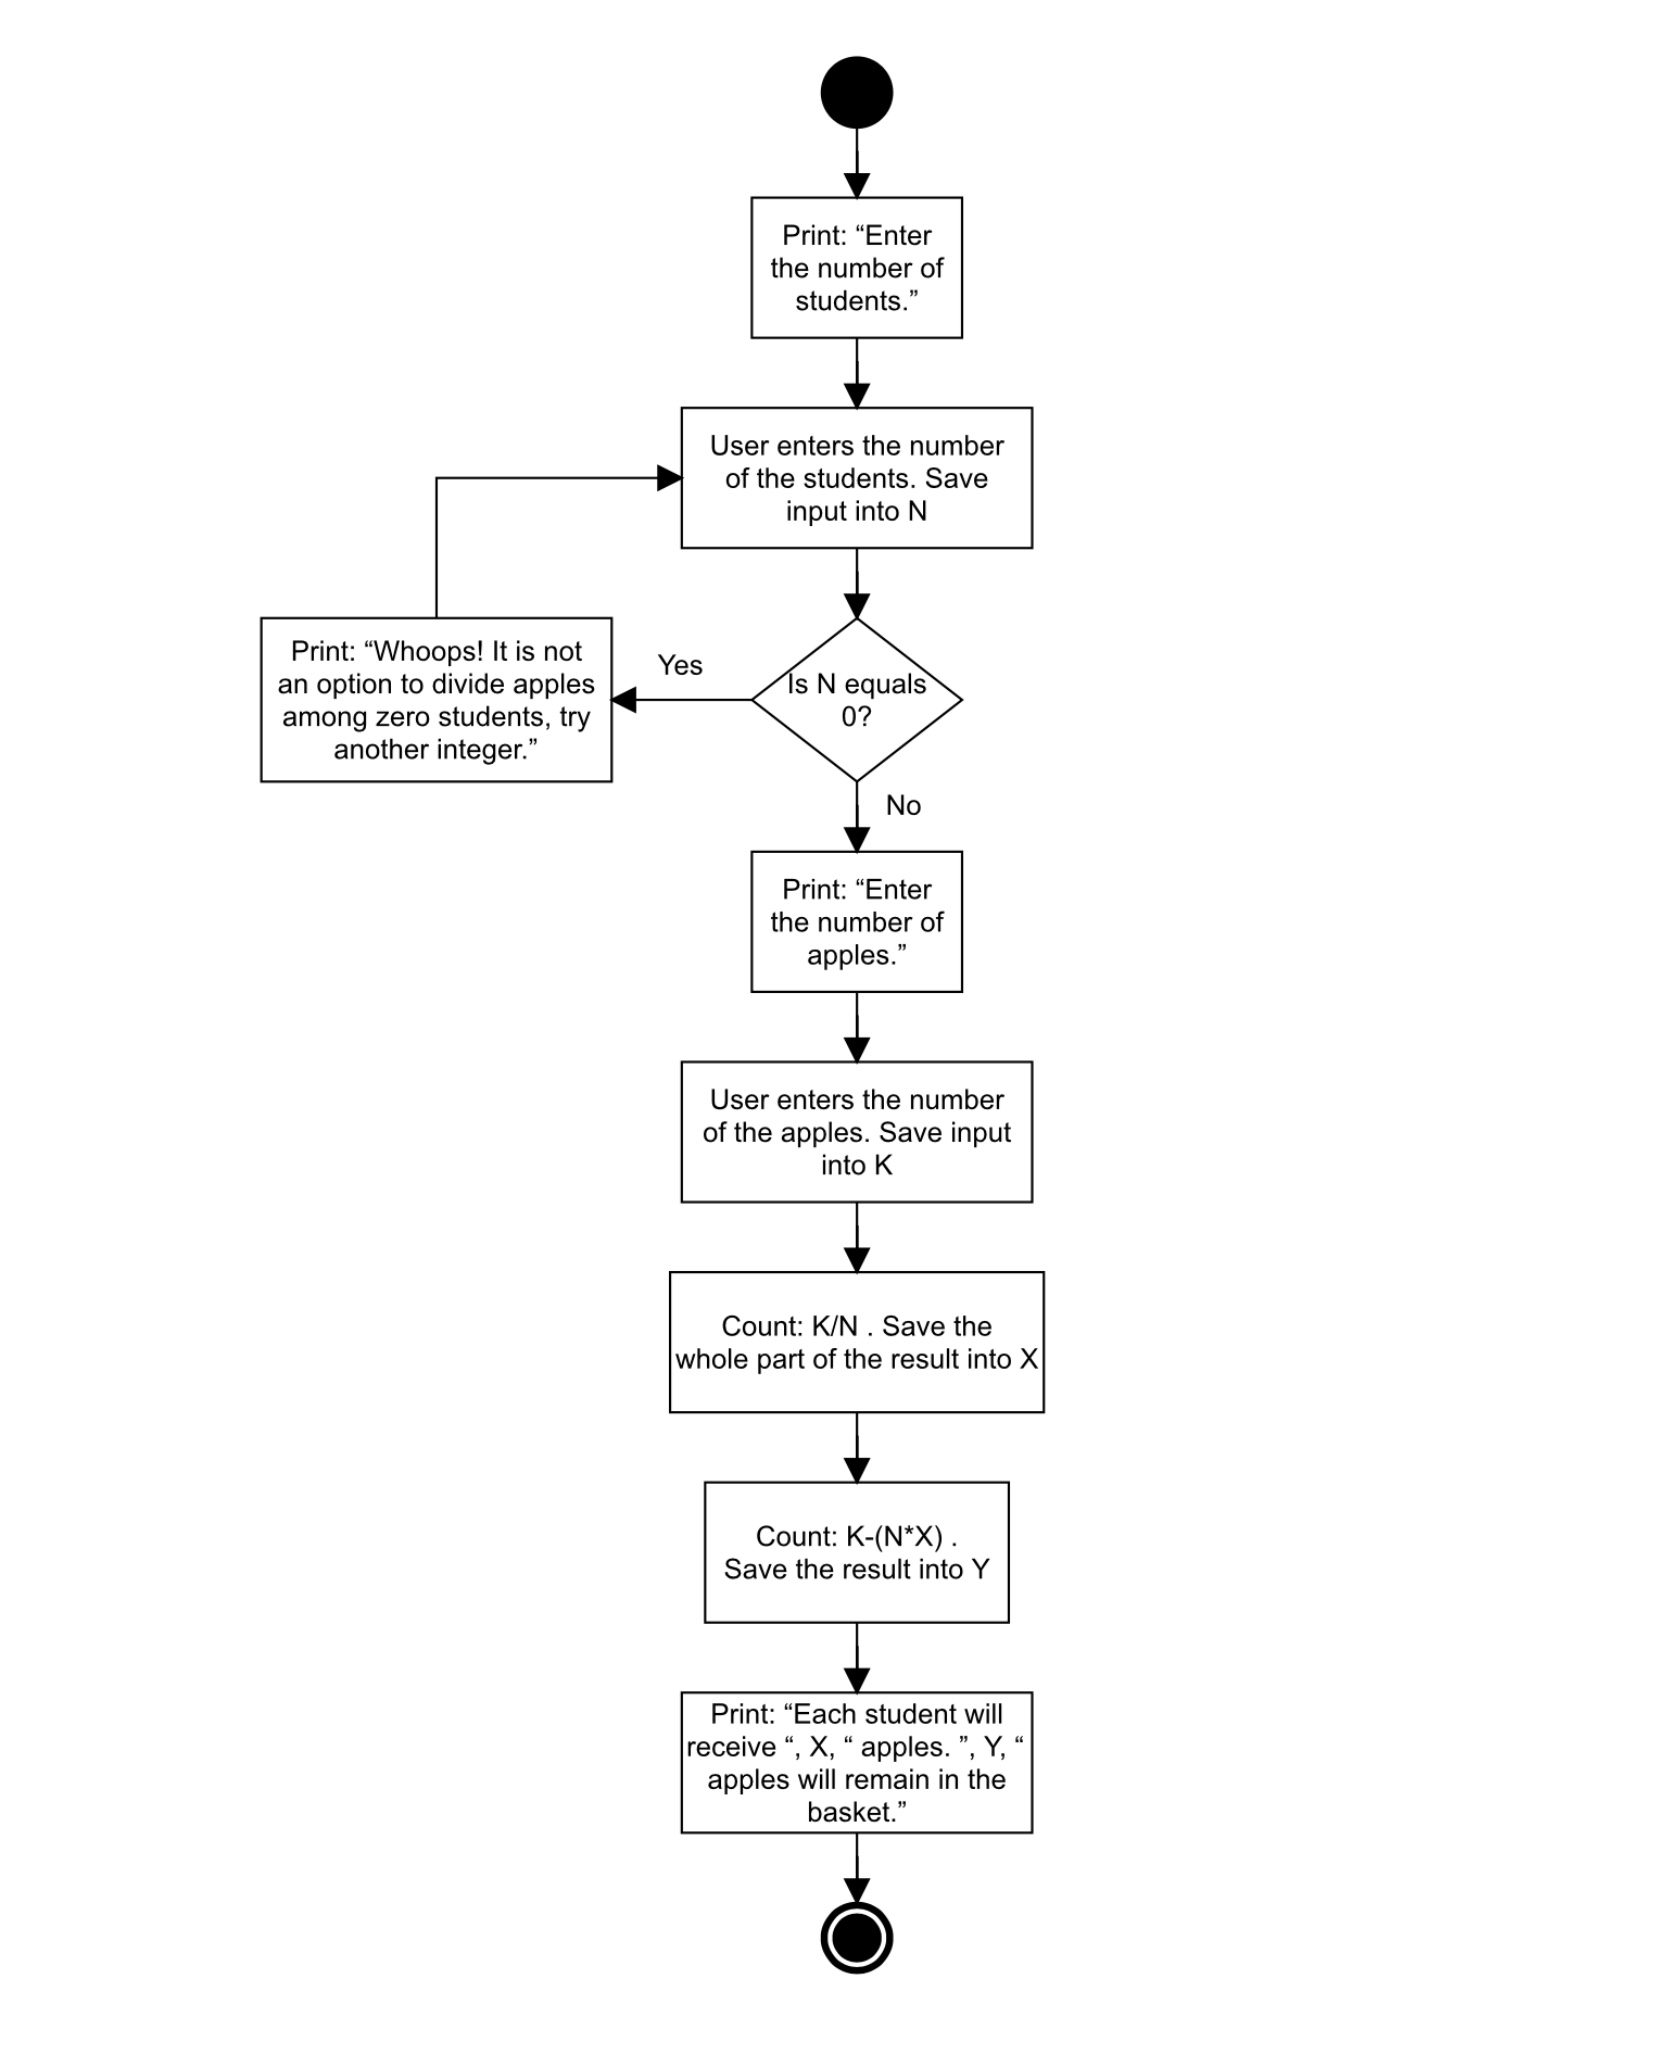 Print: “Enter
the number of
students.”
User enters the number
of the students. Save
input into N
Print: “Whoops! It is not
an option to divide apples
among zero students, try
another integer.”
Yes
Is N equals
0?
No
Print: “Enter
the number of
apples.”
User enters the number
of the apples. Save input
into K
Count: K/N . Save the
whole part of the result into X
Count: K-(N*X) .
Save the result into Y
Print: “Each student will
receive “, X, “ apples. ”, Y, “
apples will remain in the
basket.”